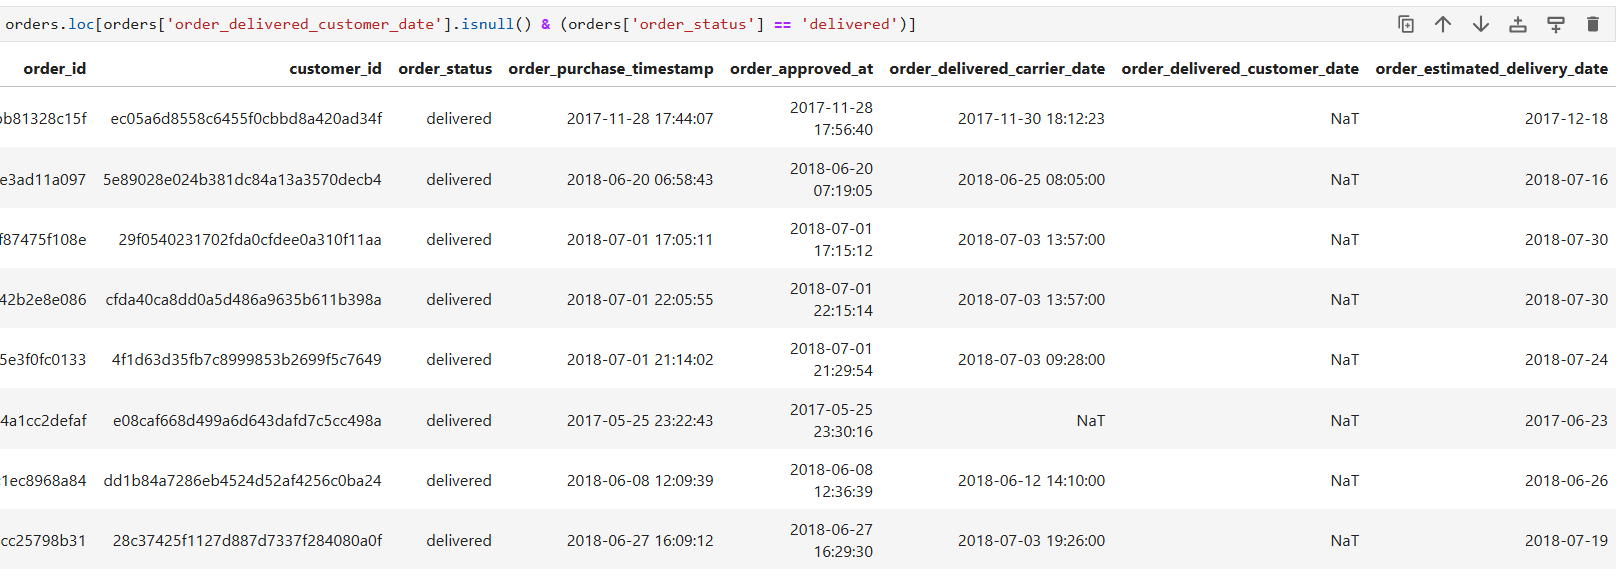 orders.loc[orders['order_delivered_customer_date'].isnull() & (orders['order_status'] == 'delivered')]
order_id customer_id order_status order_purchase_timestamp order_approved_at order_delivered_carrier_date order_delivered_customer_date order_estimated_delivery_date
b81328c15f ec05a6d8558c6455f0cbbd8a420ad34f delivered 2017-11-28 17:44:07 2017-11-28 17:56:40 2017-11-30 18:12:23 NaT 2017-12-18
e3ad11a097 5e89028e024b381dc84a13a3570decb4 delivered 2018-06-20 06:58:43 2018-06-20 07:19:05 2018-06-25 08:05:00 NaT 2018-07-16
f87475f108e 29f0540231702fda0cfdee0a310f11aa delivered 2018-07-01 17:05:11 2018-07-01 17:15:12 2018-07-03 13:57:00 NaT 2018-07-30
42b2e8e086 cfda40ca8dd0a5d486a9635b611b398a delivered 2018-07-01 22:05:55 2018-07-01 22:15:14 2018-07-03 13:57:00 NaT 2018-07-30
5e3f0fc0133 4f1d63d35fb7c8999853b2699f5c7649 delivered 2018-07-01 21:14:02 2018-07-01 21:29:54 2018-07-03 09:28:00 NaT 2018-07-24
4a1cc2defaf e08caf668d499a6d643dafd7c5cc498a delivered 2017-05-25 23:22:43 2017-05-25 23:30:16 NaT NaT 2017-06-23
1ec8968a84 dd1b84a7286eb4524d52af4256c0ba24 delivered 2018-06-08 12:09:39 2018-06-08 12:36:39 2018-06-12 14:10:00 NaT 2018-06-26
cc25798b31 28c37425f1127d887d7337f284080a0f delivered 2018-06-27 16:09:12 2018-06-27 16:29:30 2018-07-03 19:26:00 NaT 2018-07-19